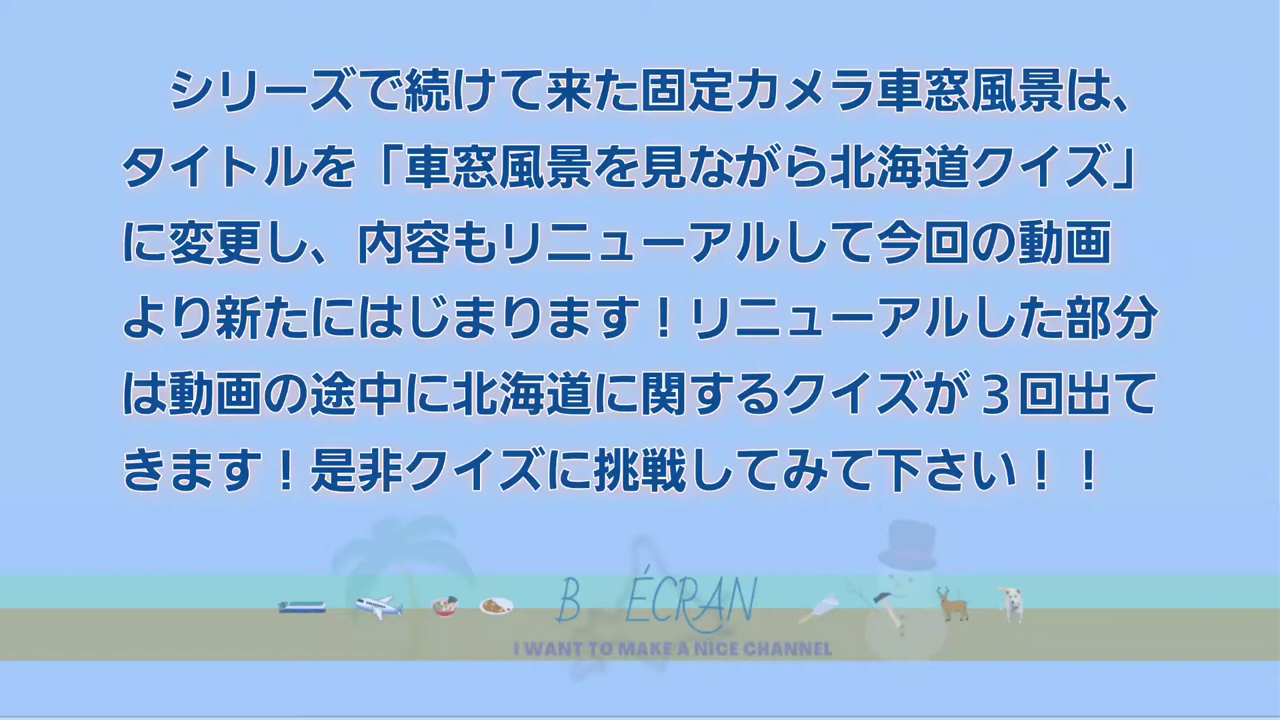 シリーズで続けて来た固定カメラ車窓風景は、
タイトルを「車窓風景を見ながら北海道クイズ」
に変更し、内容もリニューアルして今回の動画
より新たにはじまります！リニューアルした部分
は動画の途中に北海道に関するクイズが３回出て
きます！是非クイズに挑戦してみて下さい！！
B ÉCRAN
I WANT TO MAKE A NICE CHANNEL